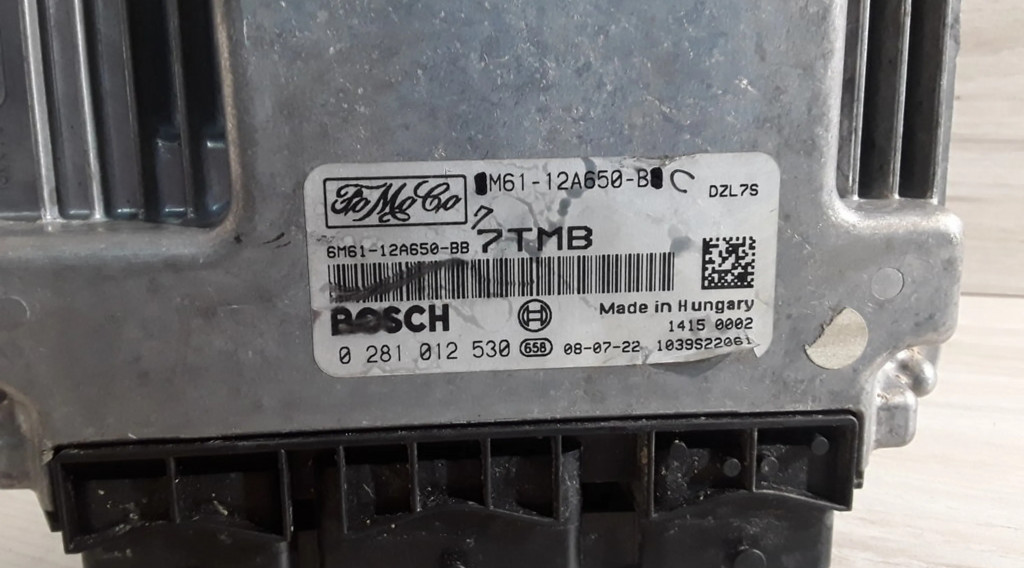 FoMoCo
M61-12A650-B C
DZL7S
7
6M61-12A650-BB
7TMB
BOSCH
Made in Hungary
1415 0002
0 281 012 530
658
08-07-22
1039S22061